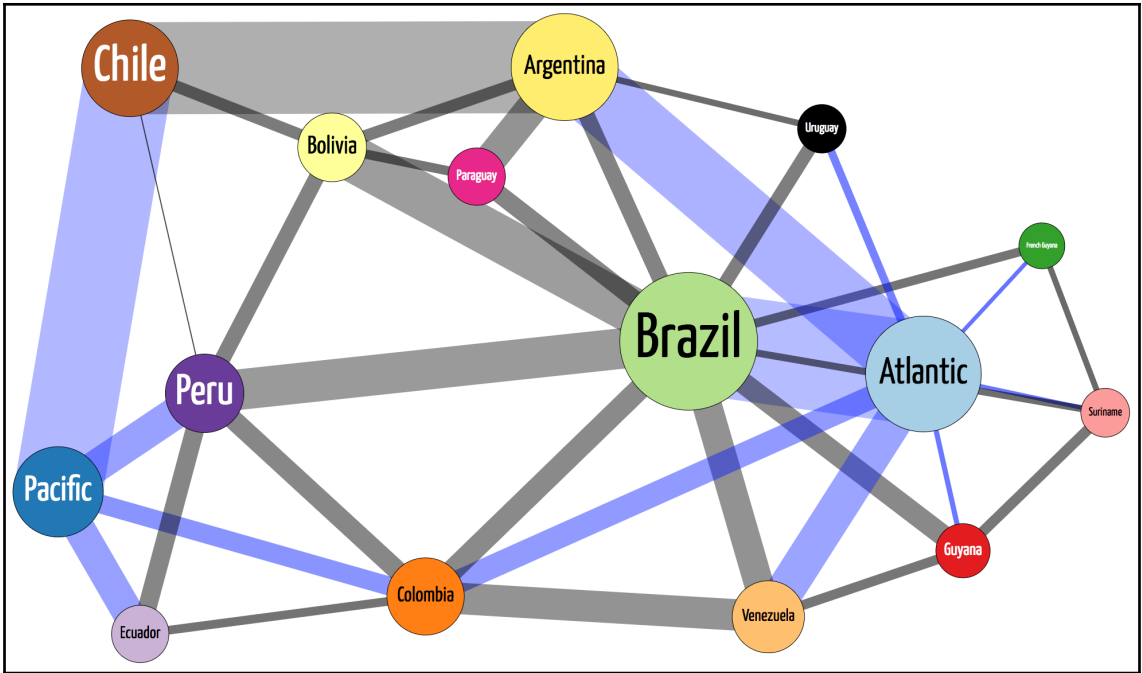 Chile
Argentina
Uruguay
Bolivia
Paraguay
French Guyana
Brazil
Atlantic
Peru
Suriname
Pacific
Guyana
Colombia
Venezuela
Ecuador